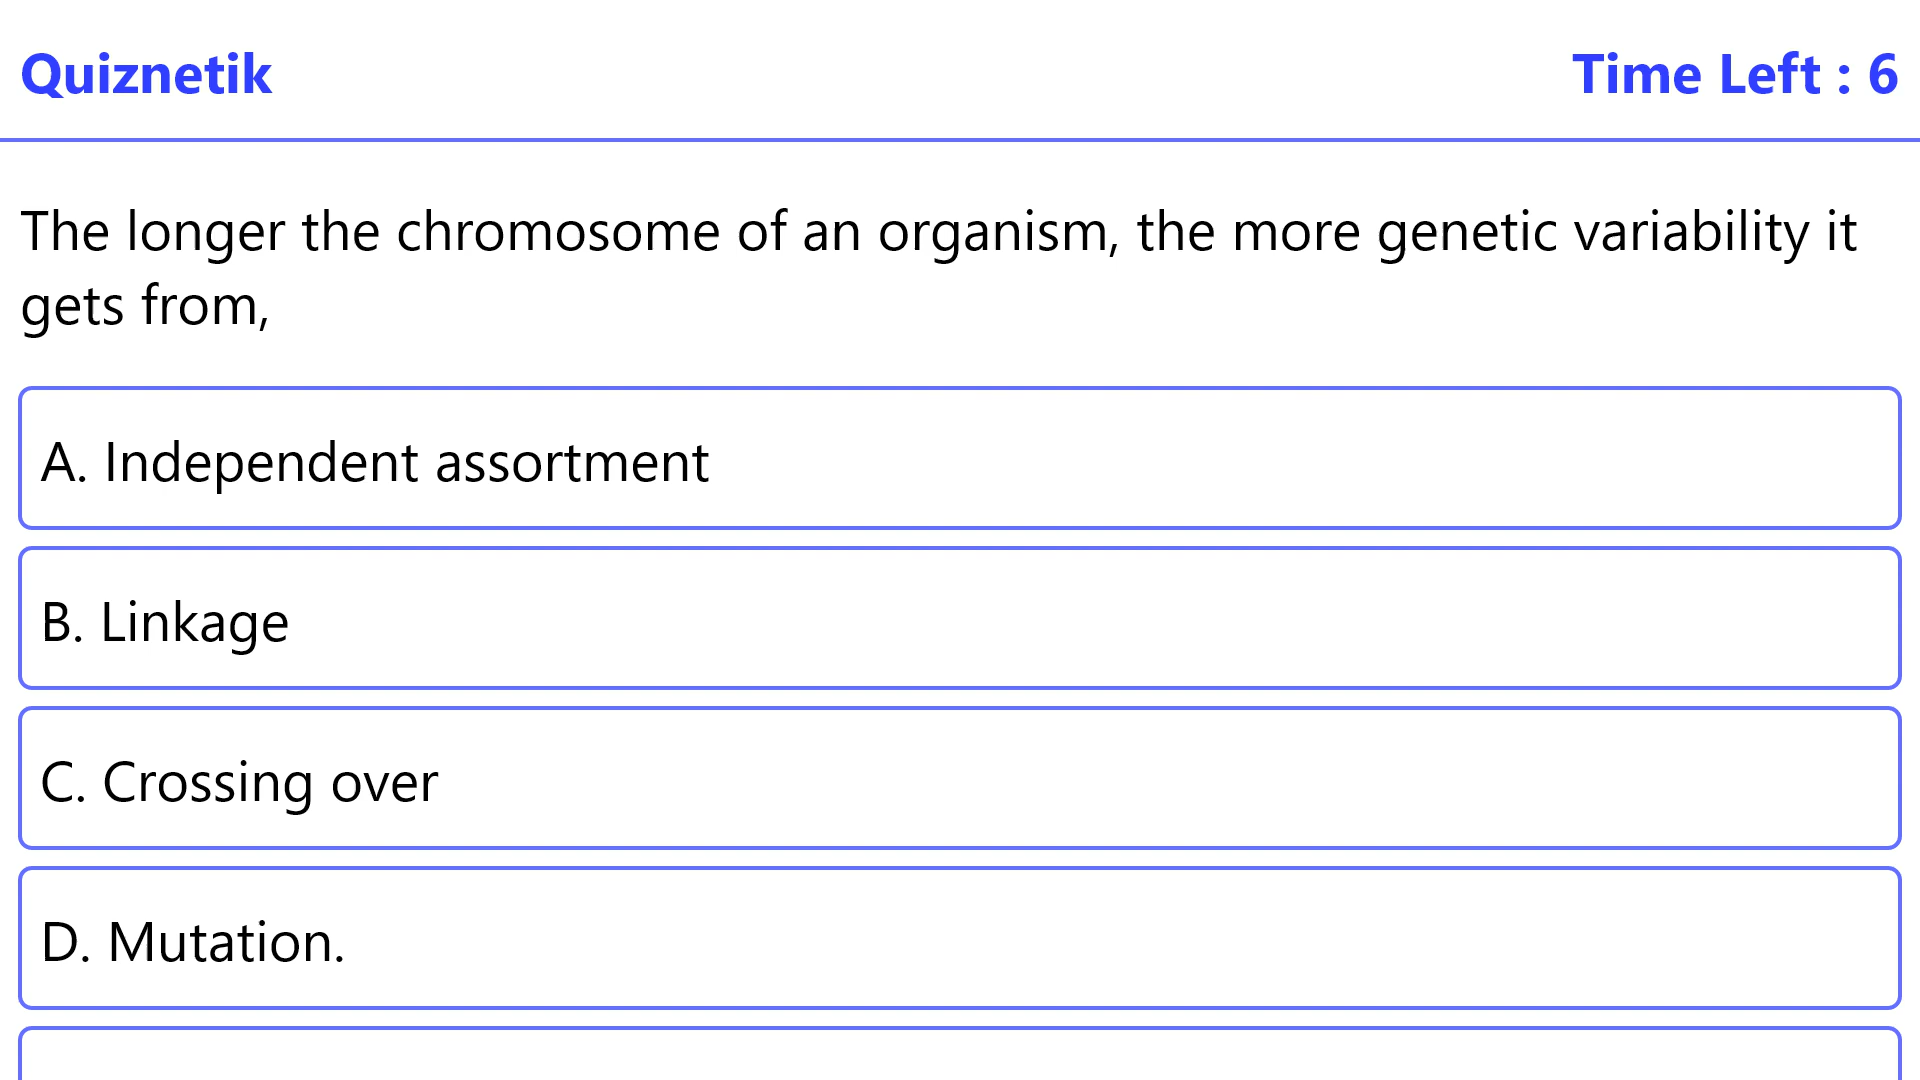 Quiznetik
Time Left : 6
The longer the chromosome of an organism, the more genetic variability it
gets from,
A. Independent assortment
B. Linkage
C. Crossing over
D. Mutation.